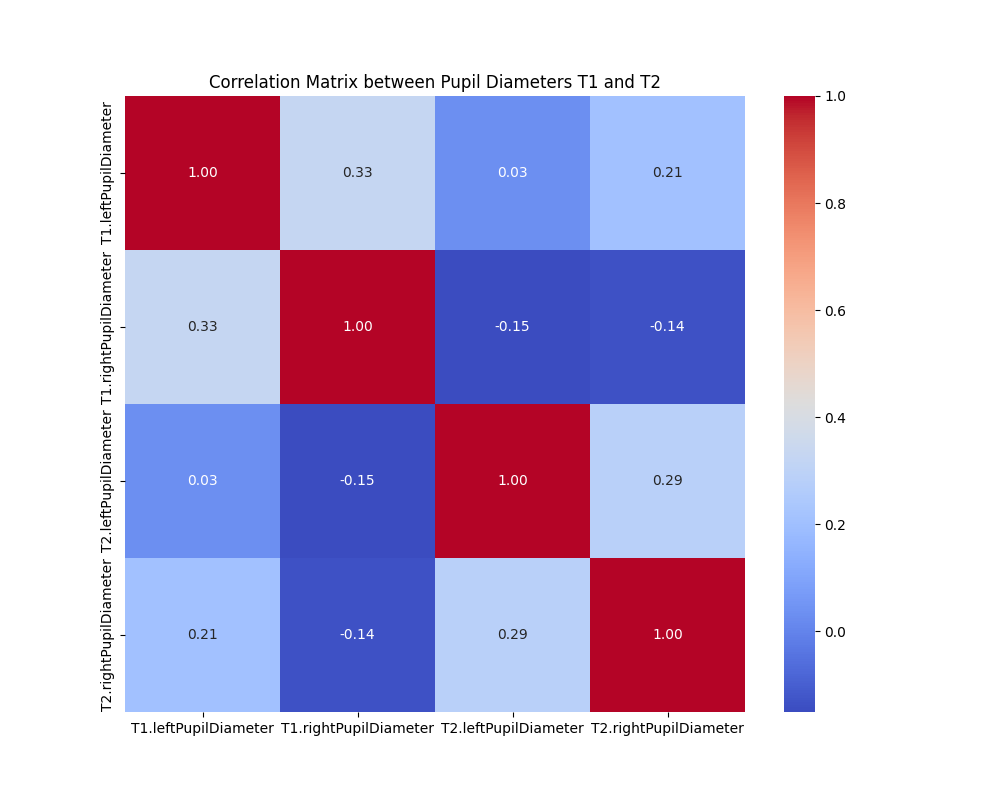 Correlation Matrix between Pupil Diameters T1 and T2
T1.leftPupilDiameter
1.00
0.33
0.03
0.21
T1.rightPupilDiameter
0.33
1.00
-0.15
-0.14
T2.leftPupilDiameter
0.03
-0.15
1.00
0.29
T2.rightPupilDiameter
0.21
-0.14
0.29
1.00
T1.leftPupilDiameter
T1.rightPupilDiameter
T2.leftPupilDiameter
T2.rightPupilDiameter
1.0
0.8
0.6
0.4
0.2
0.0